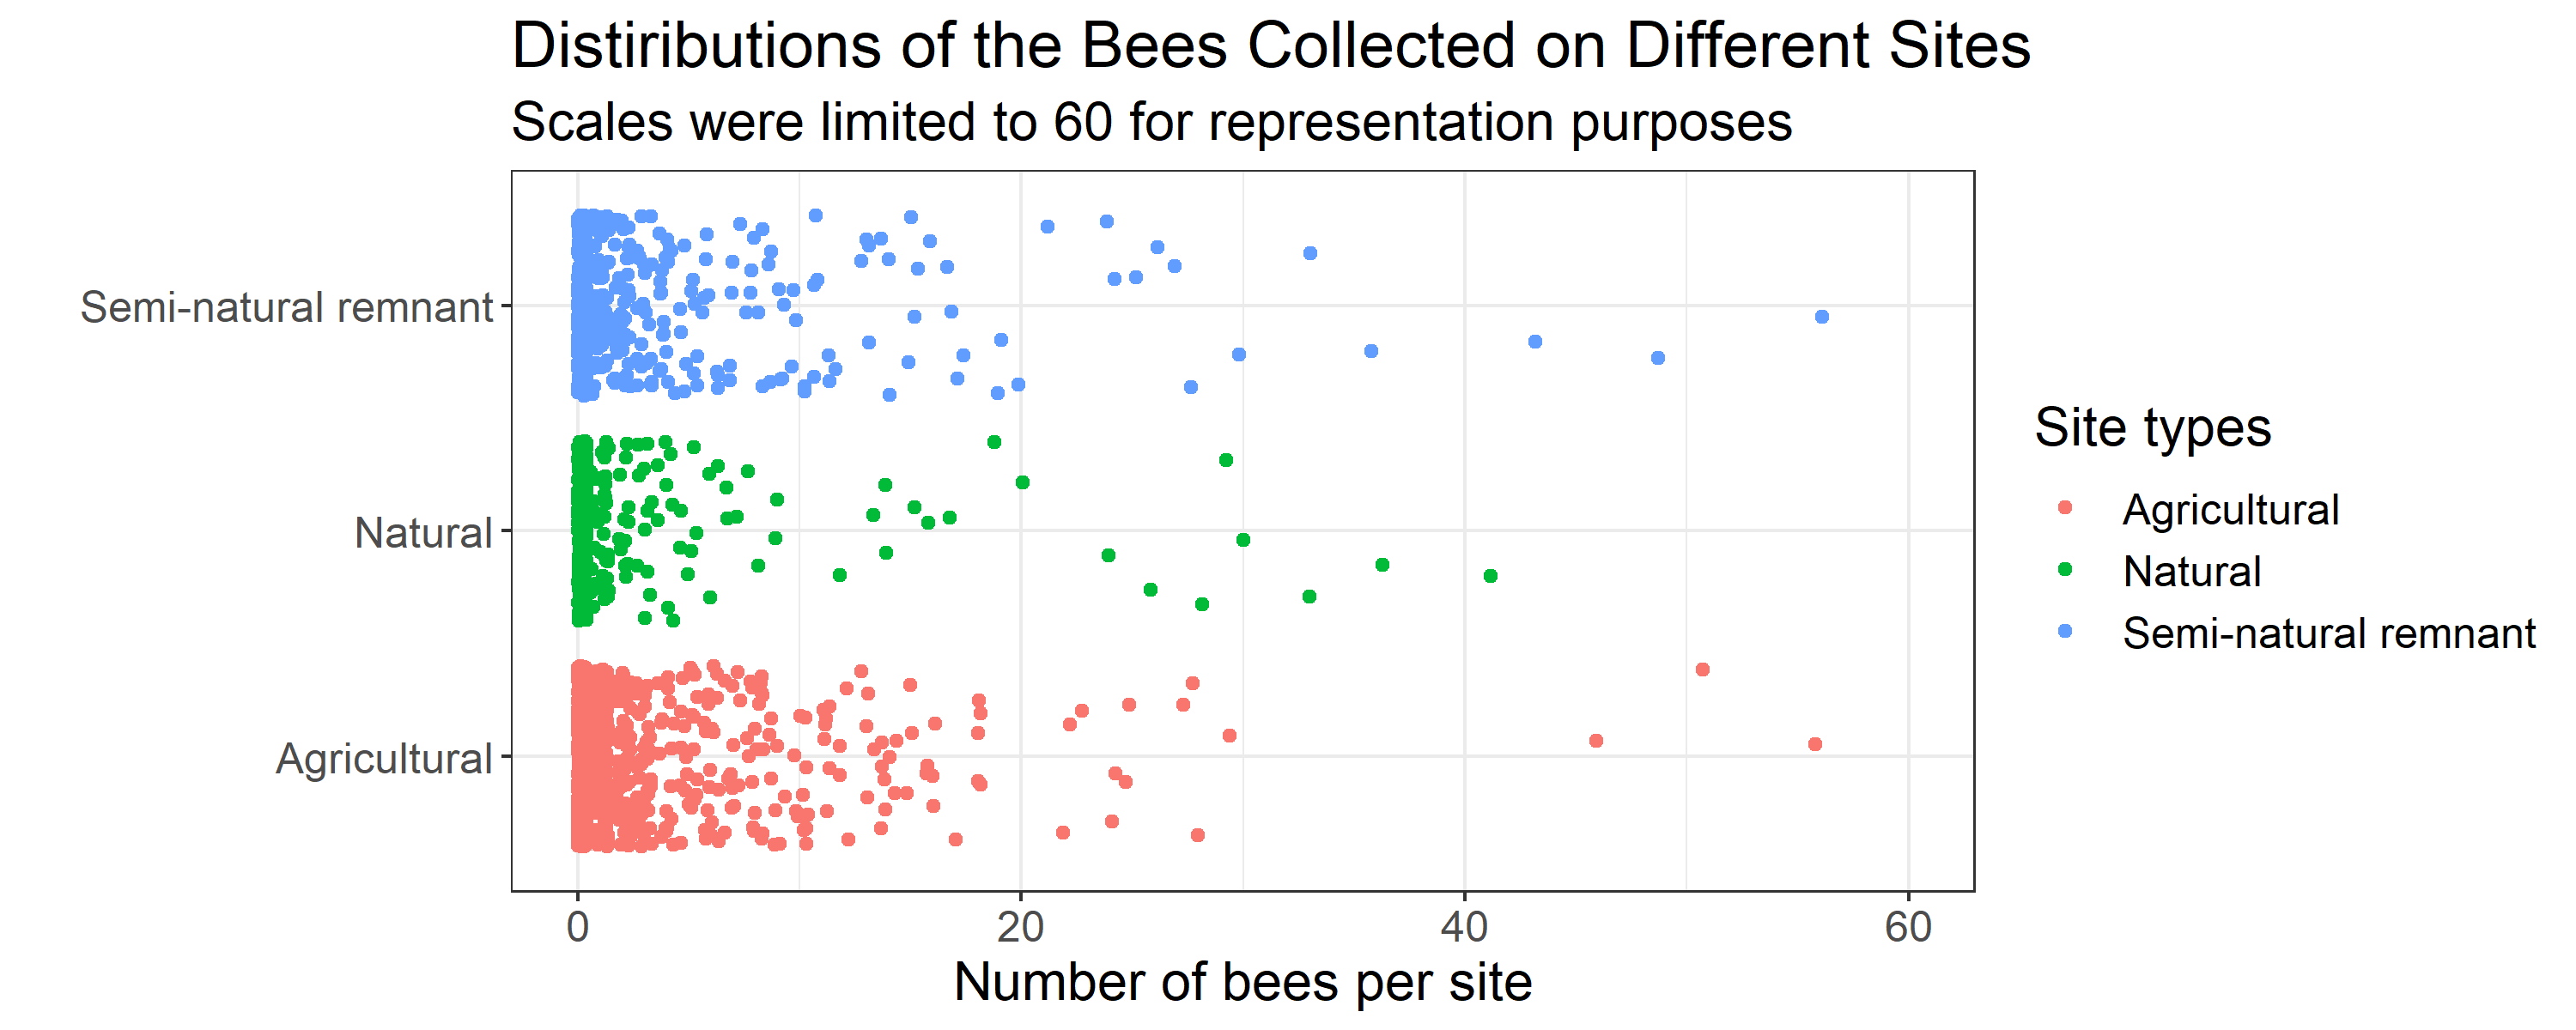 Distiributions of the Bees Collected on Different Sites
Scales were limited to 60 for representation purposes
Semi-natural remnant
Natural
Agricultural
0 20 40 60
Number of bees per site
Site types
Agricultural
Natural
Semi-natural remnant